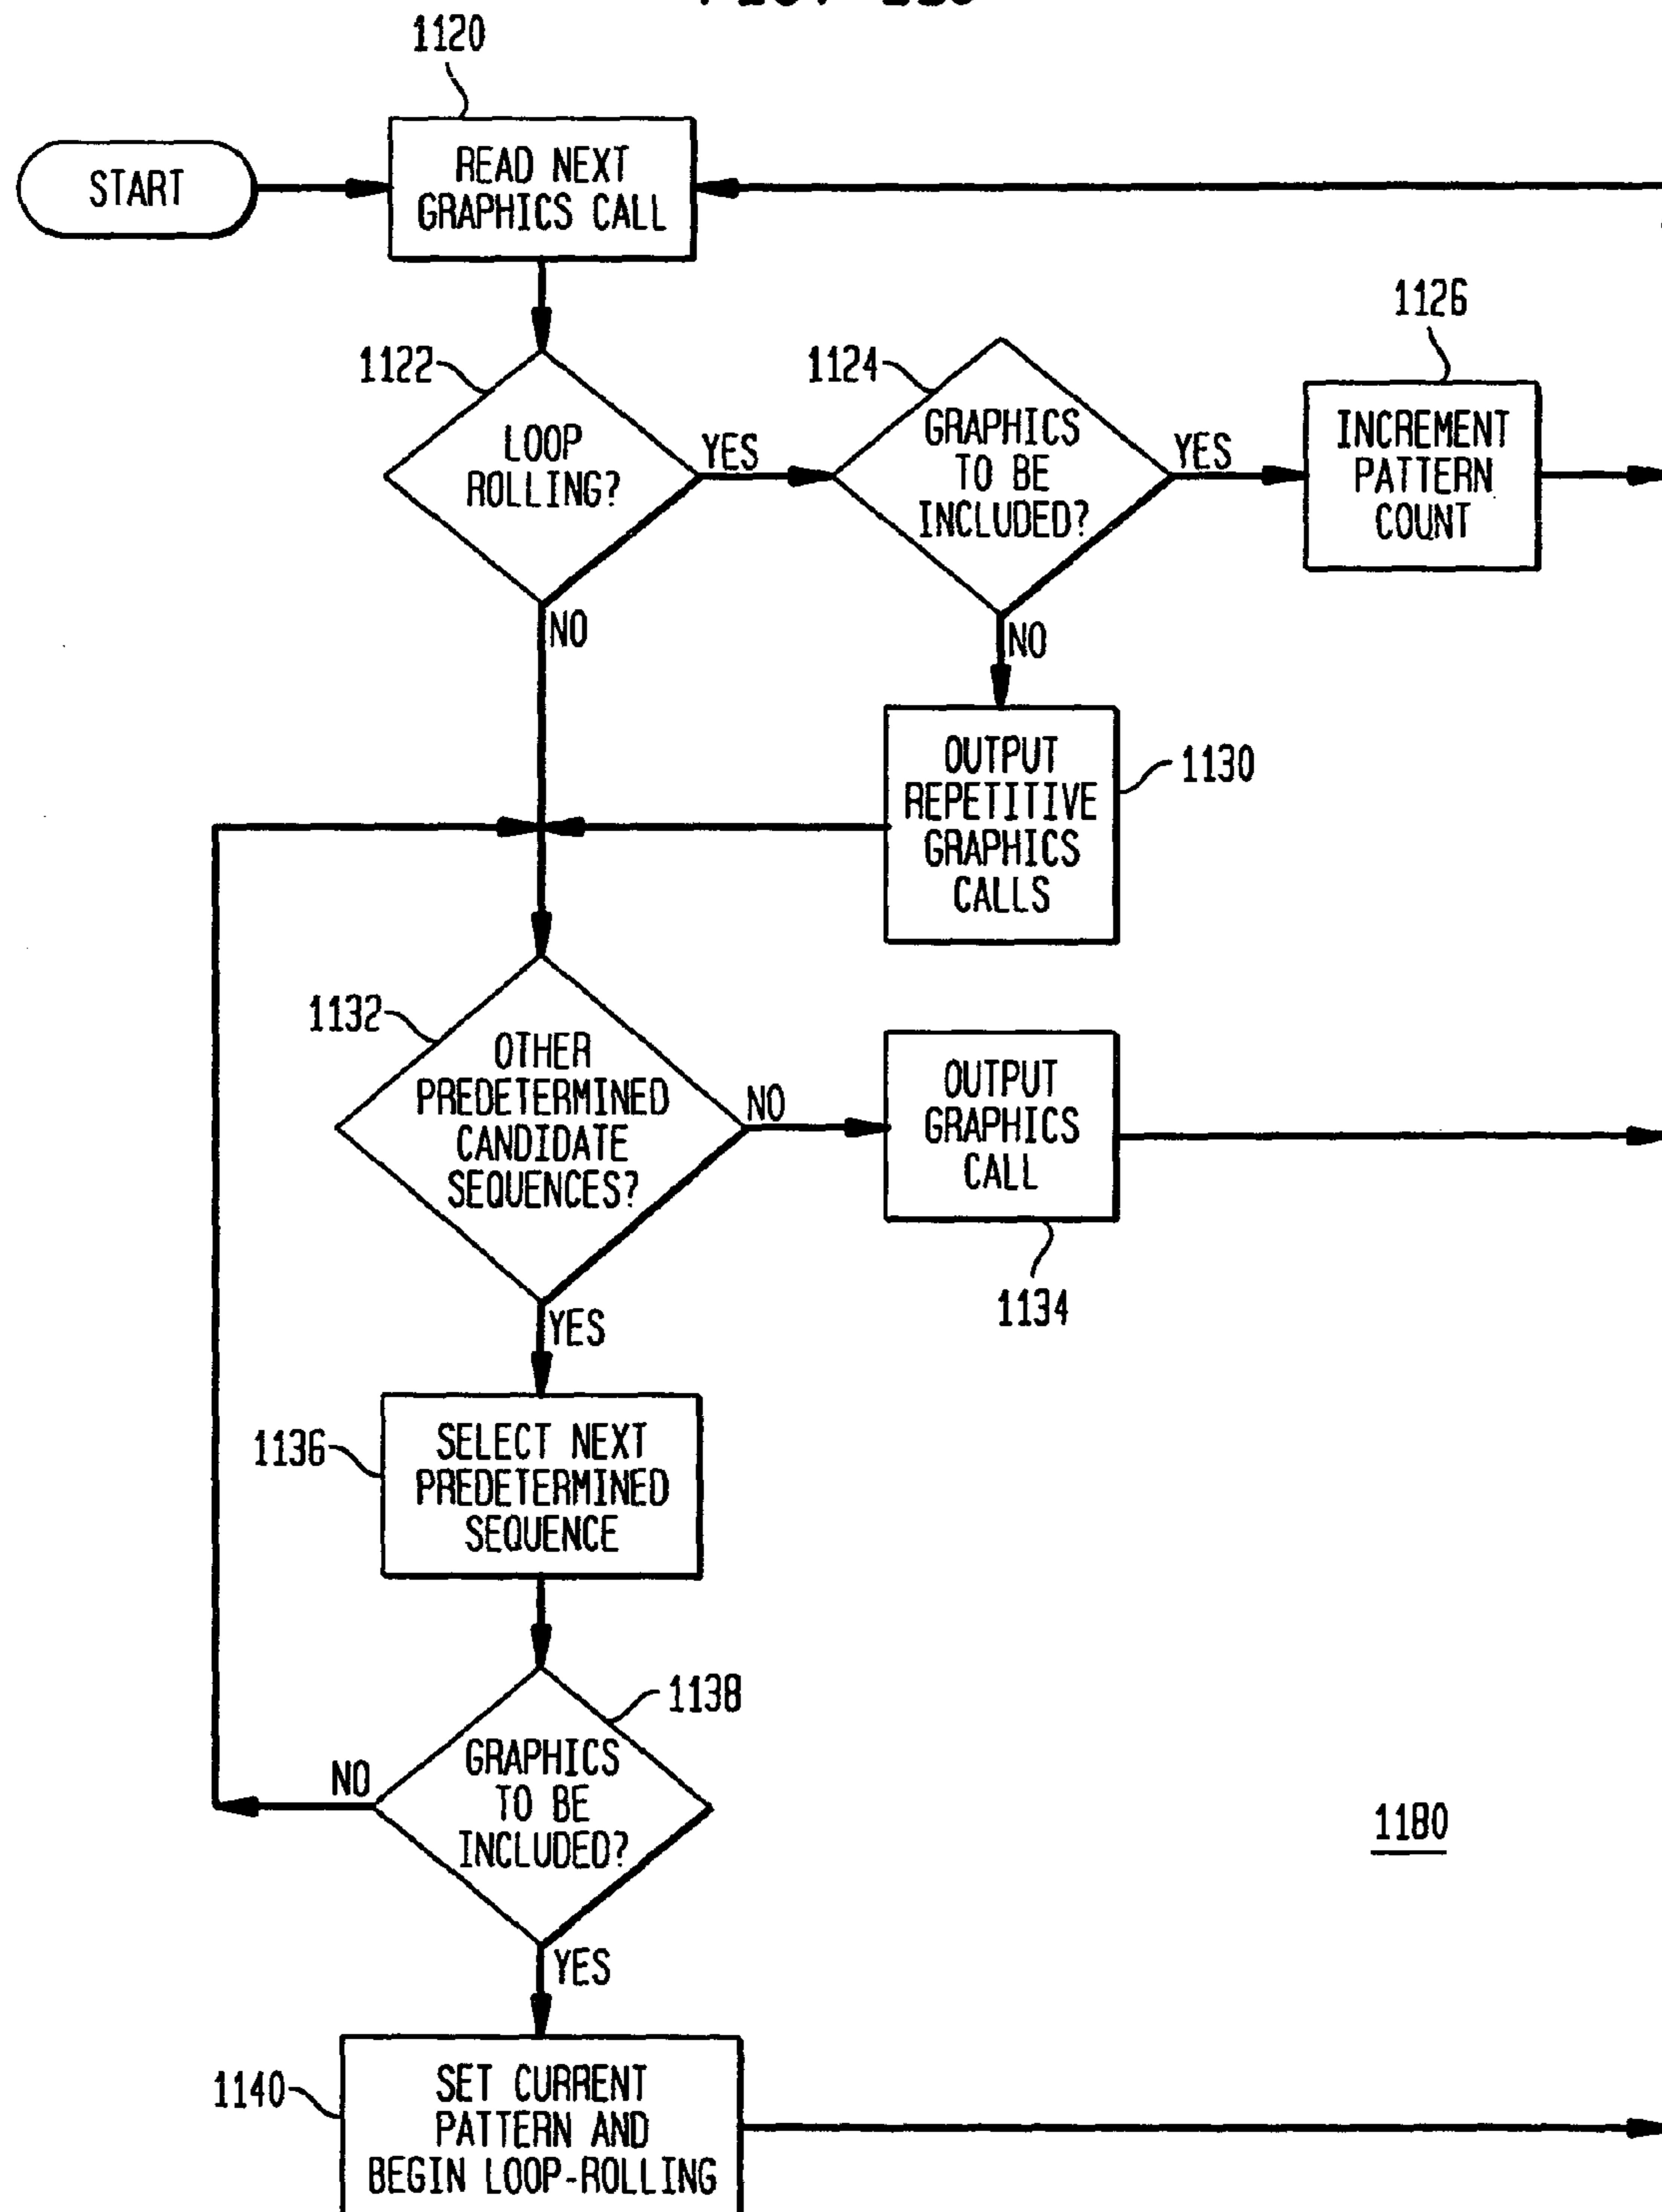 1120
START
READ NEXT
GRAPHICS CALL
1122
LOOP
ROLLING?
YES
NO
1124
GRAPHICS
TO BE
INCLUDED?
YES
NO
1126
INCREMENT
PATTERN
COUNT
OUTPUT
REPETITIVE
GRAPHICS
CALLS
1130
1132
OTHER
PREDETERMINED
CANDIDATE
SEQUENCES?
NO
YES
OUTPUT
GRAPHICS
CALL
1134
1136
SELECT NEXT
PREDETERMINED
SEQUENCE
1138
GRAPHICS
TO BE
INCLUDED?
NO
YES
1180
1140
SET CURRENT
PATTERN AND
BEGIN LOOP-ROLLING